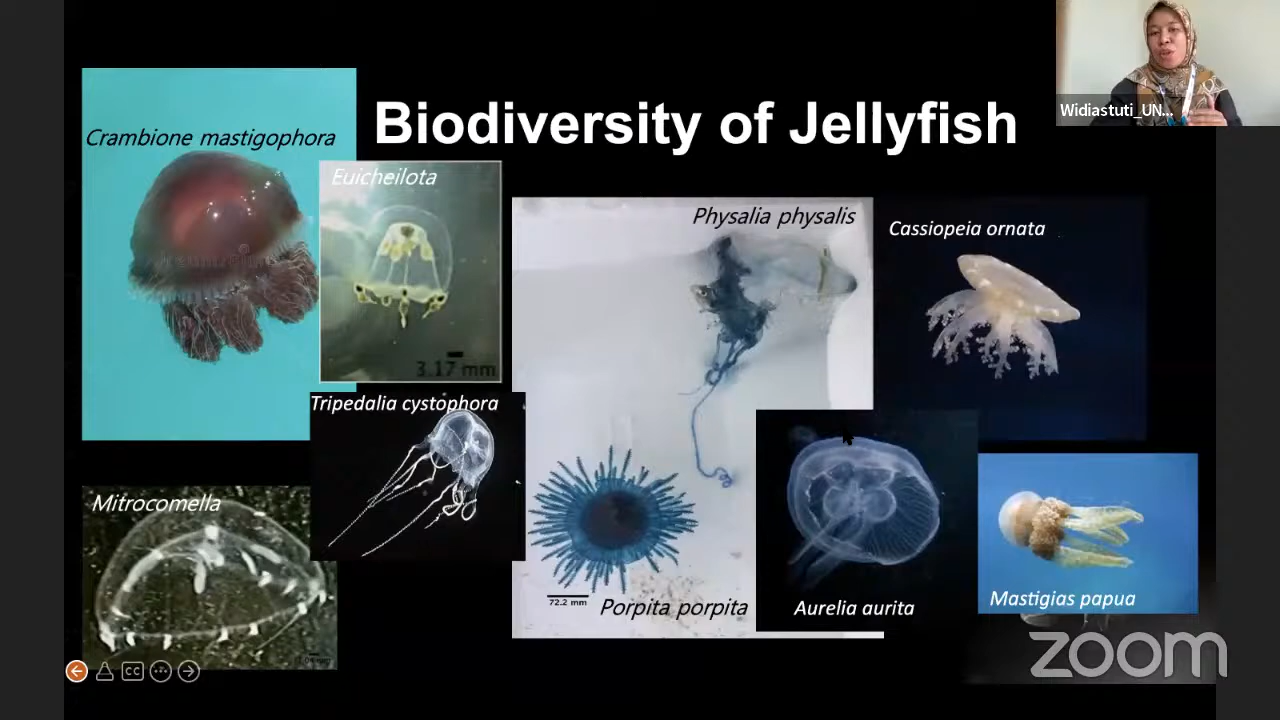 Biodiversity of Jellyfish
Widiastuti_UN...
Crambione mastigophora
Euicheilota
3.17 mm
Physalia physalis
Cassiopeia ornata
Tripedalia cystophora
Mitrocomella
72.2 mm
Porpita porpita
Aurelia aurita
Mastigias papua
CC
zoom